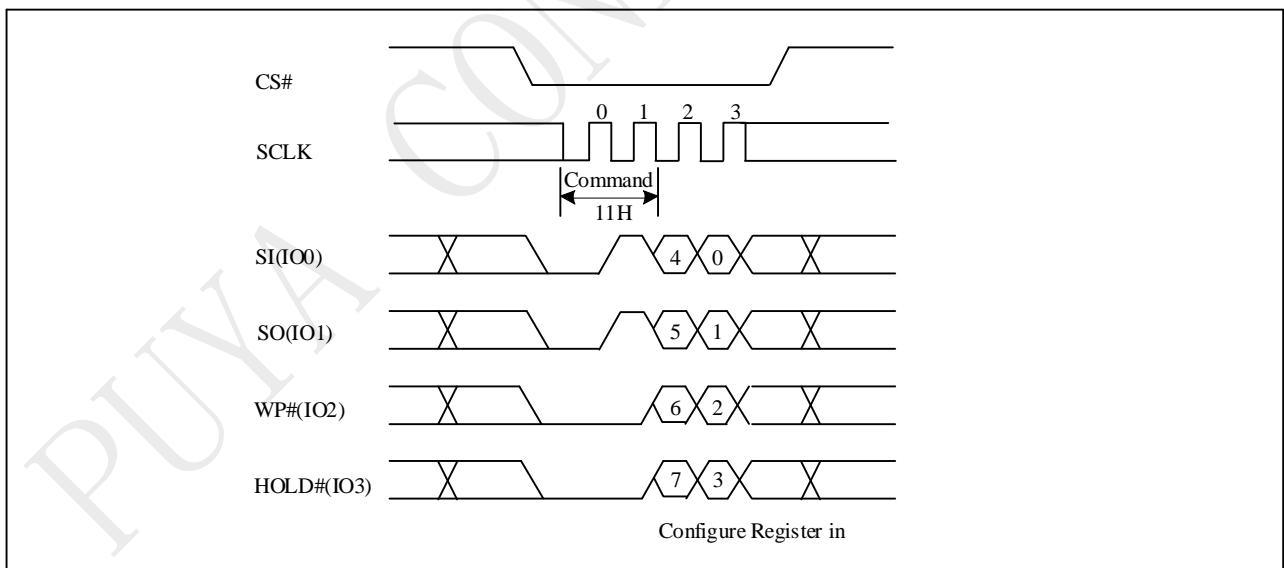 CS#
0 1 2 3
SCLK
Command
11H
SI(IO0)
4 0
SO(IO1)
5 1
WP#(IO2)
6 2
HOLD#(IO3)
7 3
Configure Register in
PUYA CON